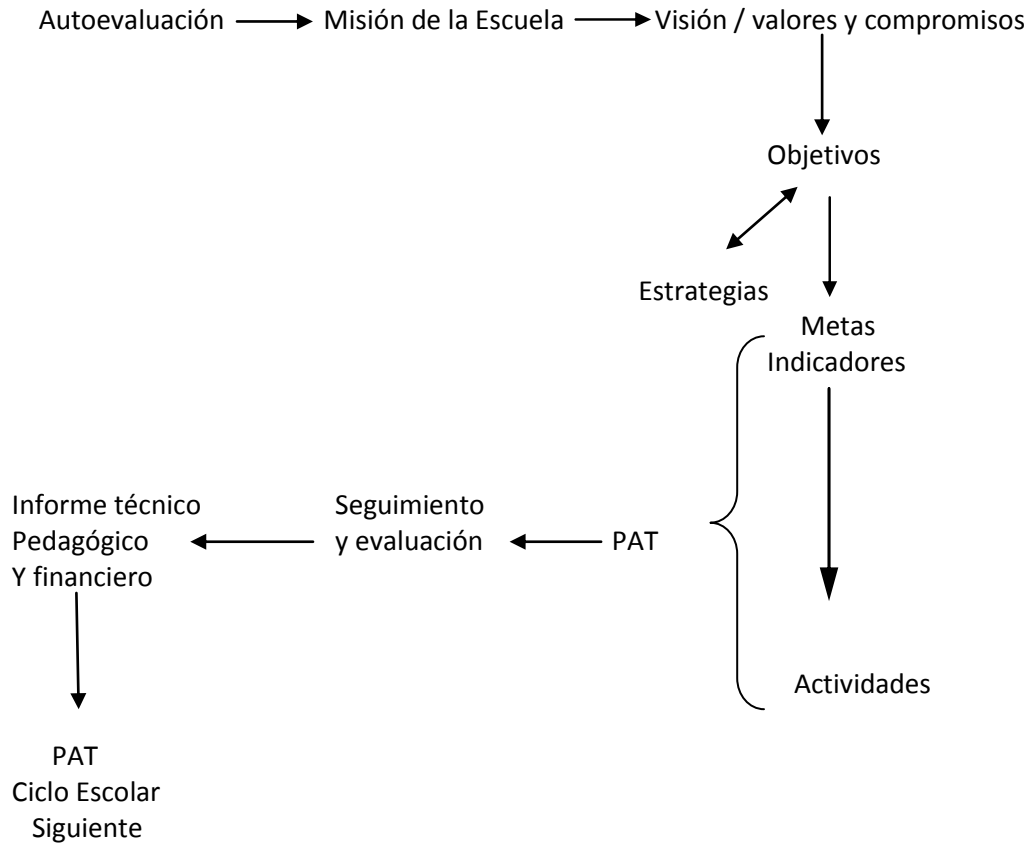 Autoevaluación Misión de la Escuela Visión / valores y compromisos
Objetivos
Estrategias
Metas
Indicadores
Informe técnico
Pedagógico
Y financiero
Seguimiento
y evaluación
PAT
Actividades
PAT
Ciclo Escolar
Siguiente